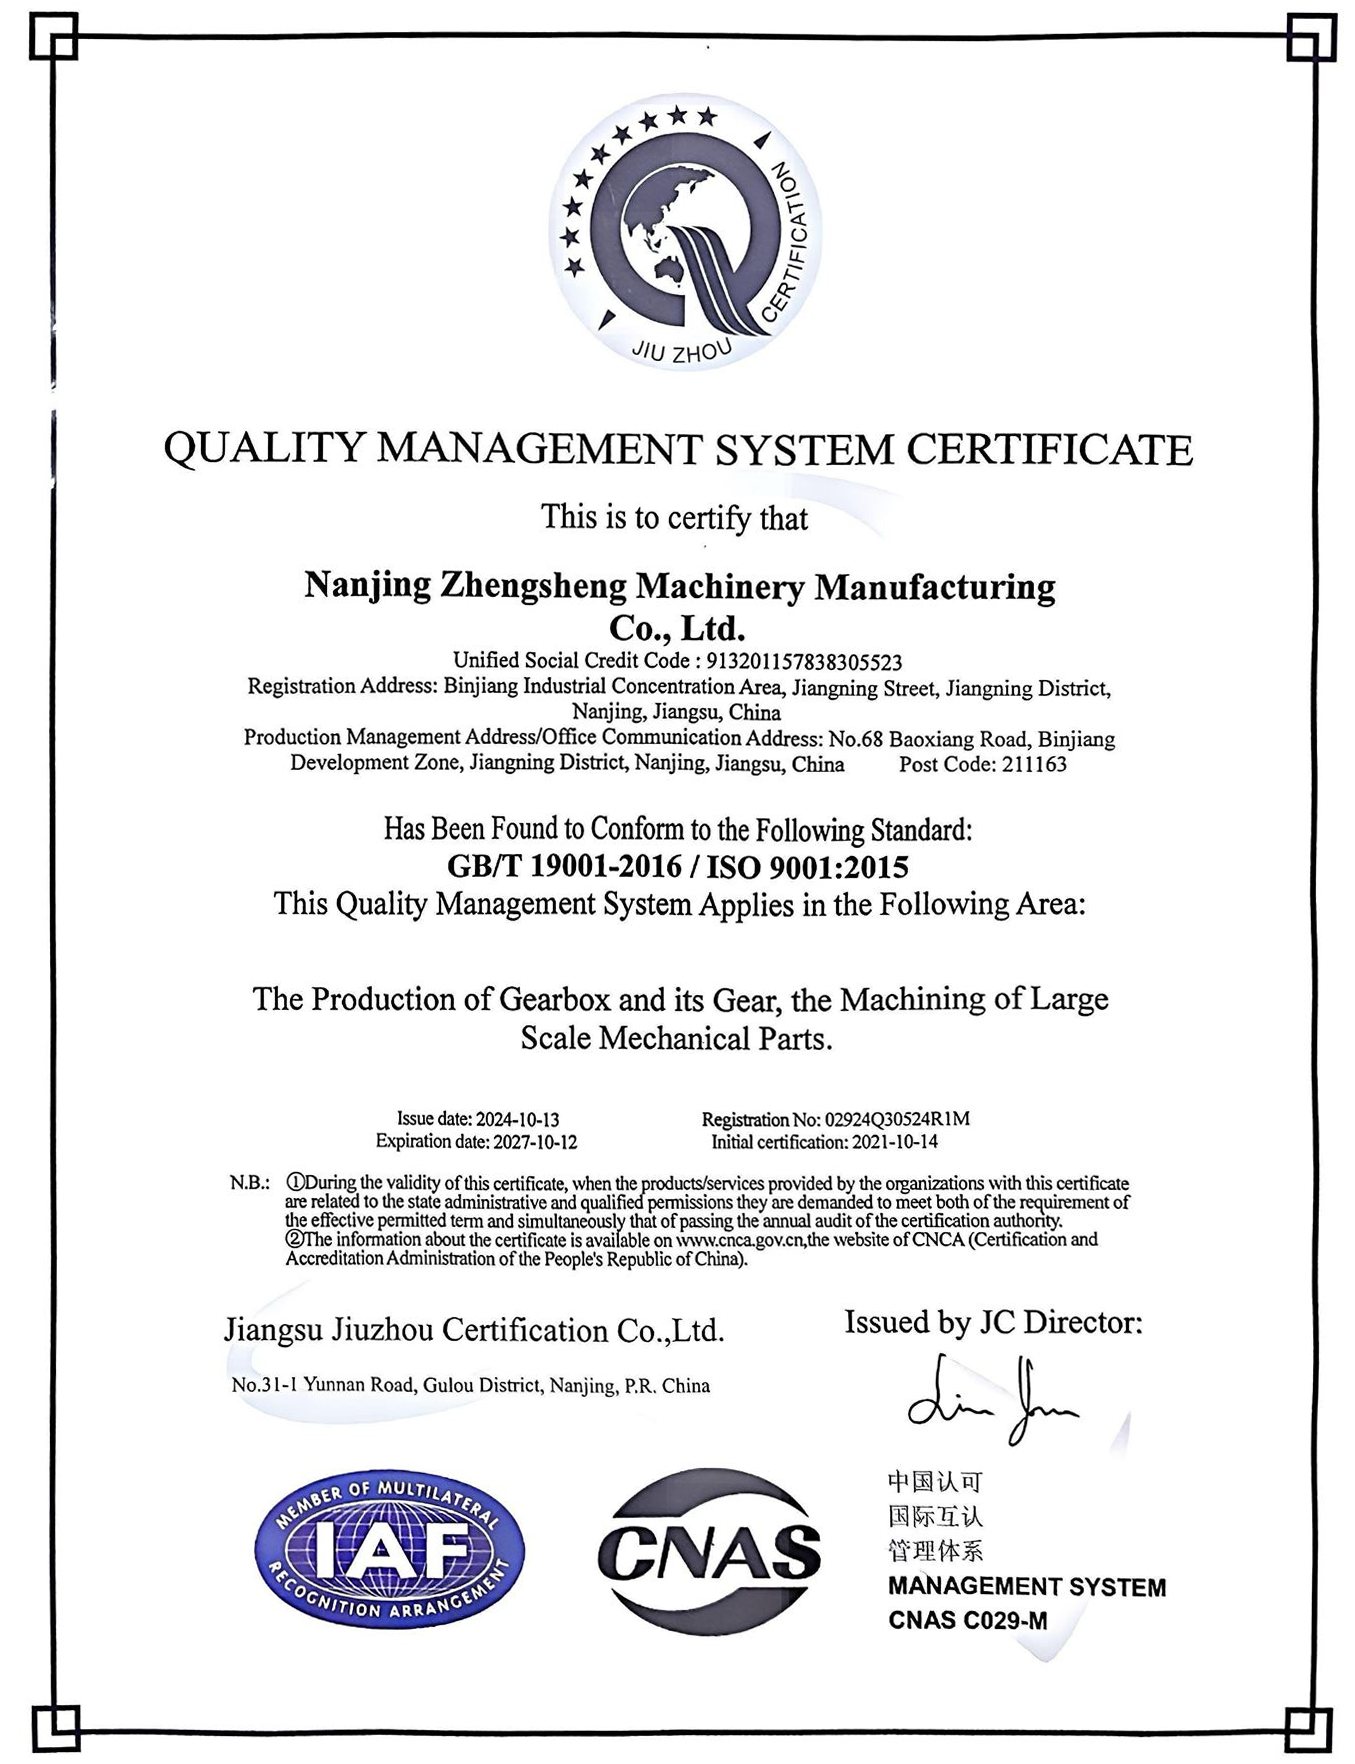 JIU ZHOU CERTIFICATION
QUALITY MANAGEMENT SYSTEM CERTIFICATE
This is to certify that
Nanjing Zhengsheng Machinery Manufacturing
Co., Ltd.
Unified Social Credit Code : 913201157838305523
Registration Address: Binjiang Industrial Concentration Area, Jiangning Street, Jiangning District,
Nanjing, Jiangsu, China
Production Management Address/Office Communication Address: No.68 Baoxiang Road, Binjiang
Development Zone, Jiangning District, Nanjing, Jiangsu, China Post Code: 211163
Has Been Found to Conform to the Following Standard:
GB/T 19001-2016 / ISO 9001:2015
This Quality Management System Applies in the Following Area:
The Production of Gearbox and its Gear, the Machining of Large
Scale Mechanical Parts.
Issue date: 2024-10-13 Registration No: 02924Q30524R1M
Expiration date: 2027-10-12 Initial certification: 2021-10-14
N.B.: ①During the validity of this certificate, when the products/services provided by the organizations with this certificate
are related to the state administrative and qualified permissions they are demanded to meet both of the requirement of
the effective permitted term and simultaneously that of passing the annual audit of the certification authority.
②The information about the certificate is available on www.cnca.gov.cn,the website of CNCA (Certification and
Accreditation Administration of the People's Republic of China).
Jiangsu Jiuzhou Certification Co.,Ltd.
Issued by JC Director:
No.31-1 Yunnan Road, Gulou District, Nanjing, P.R. China
MEMBER OF MULTILATERAL
IAF
RECOGNITION ARRANGEMENT
CNAS
中国认可
国际互认
管理体系
MANAGEMENT SYSTEM
CNAS C029-M